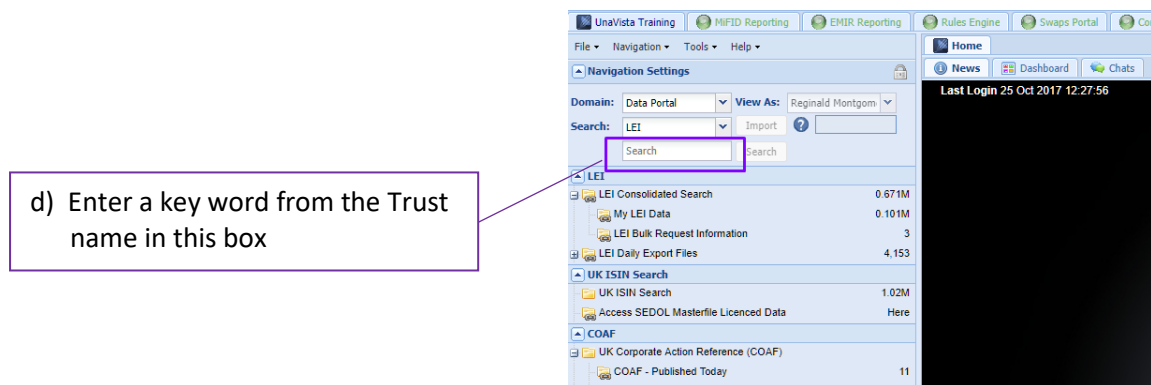 UnaVista Training MiFID Reporting EMIR Reporting Rules Engine Swaps Portal
File Navigation Tools Help
Home
Navigation Settings
News Dashboard Chats
Last Login 25 Oct 2017 12:27:56
Domain: Data Portal View As: Reginald Montgom
Search: LEI Import
Search Search
d) Enter a key word from the Trust
name in this box
LEI
LEI Consolidated Search 0.671M
My LEI Data 0.101M
LEI Bulk Request Information 3
LEI Daily Export Files 4,153
UK ISIN Search
UK ISIN Search 1.02M
Access SEDOL Masterfile Licenced Data Here
COAF
UK Corporate Action Reference (COAF)
COAF - Published Today 11